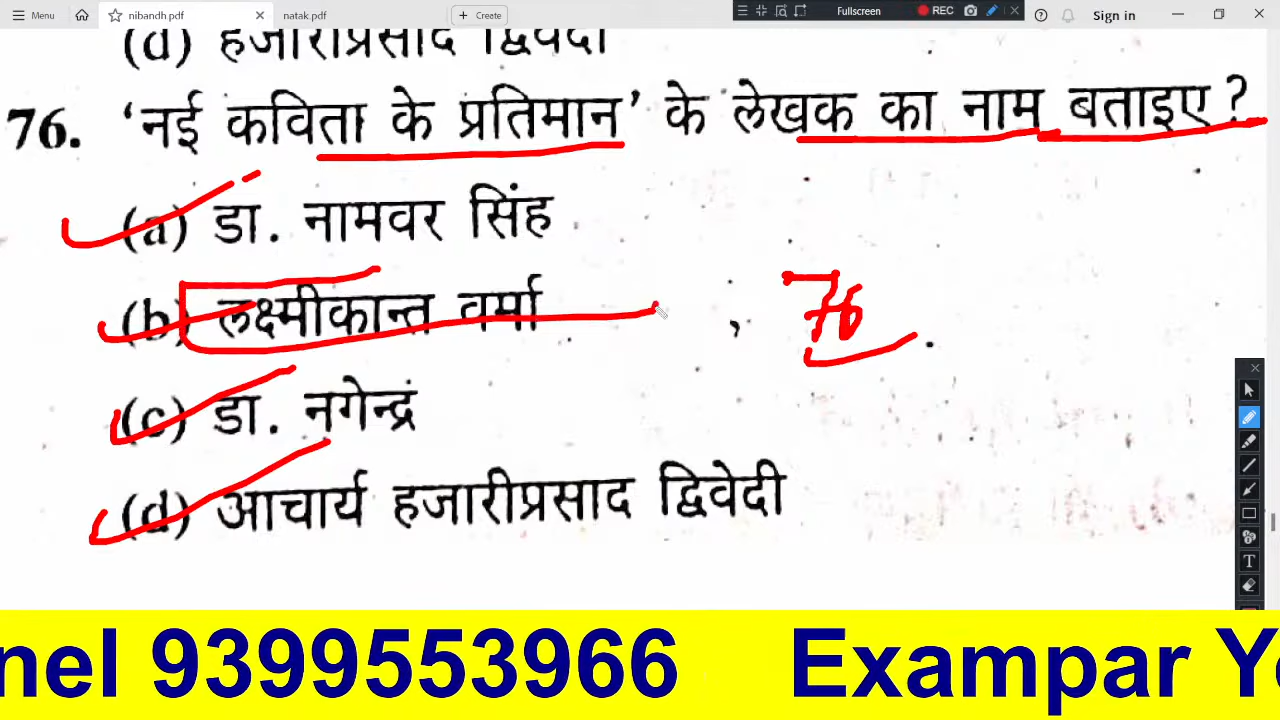 Menu nibandh.pdf natak.pdf Create Fullscreen REC Sign in
(d) हजारीप्रसाद द्विवेदी
76. ‘नई कविता के प्रतिमान’ के लेखक का नाम बताइए ?
(a) डा. नामवर सिंह
(b) लक्ष्मीकान्त वर्मा
76
(c) डा. नगेन्द्रं
(d) आचार्य हजारीप्रसाद द्विवेदी
nel 9399553966 Exampar Yo